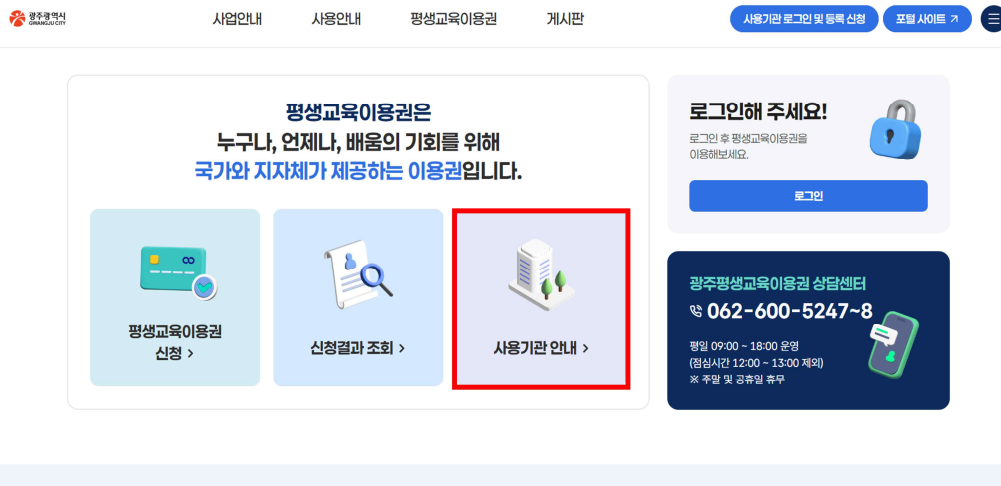 광주광역시
GWANGJU CITY
사업안내
사용안내
평생교육이용권
게시판
사용기관 로그인 및 등록 신청
포털 사이트
평생교육이용권은
누구나, 언제나, 배움의 기회를 위해
국가와 지자체가 제공하는 이용권입니다.
평생교육이용권
신청 >
신청결과 조회 >
사용기관 안내 >
로그인해 주세요!
로그인 후 평생교육이용권을
이용해보세요.
로그인
광주평생교육이용권 상담센터
062-600-5247~8
평일 09:00 ~ 18:00 운영
(점심시간 12:00 ~ 13:00 제외)
※ 주말 및 공휴일 휴무